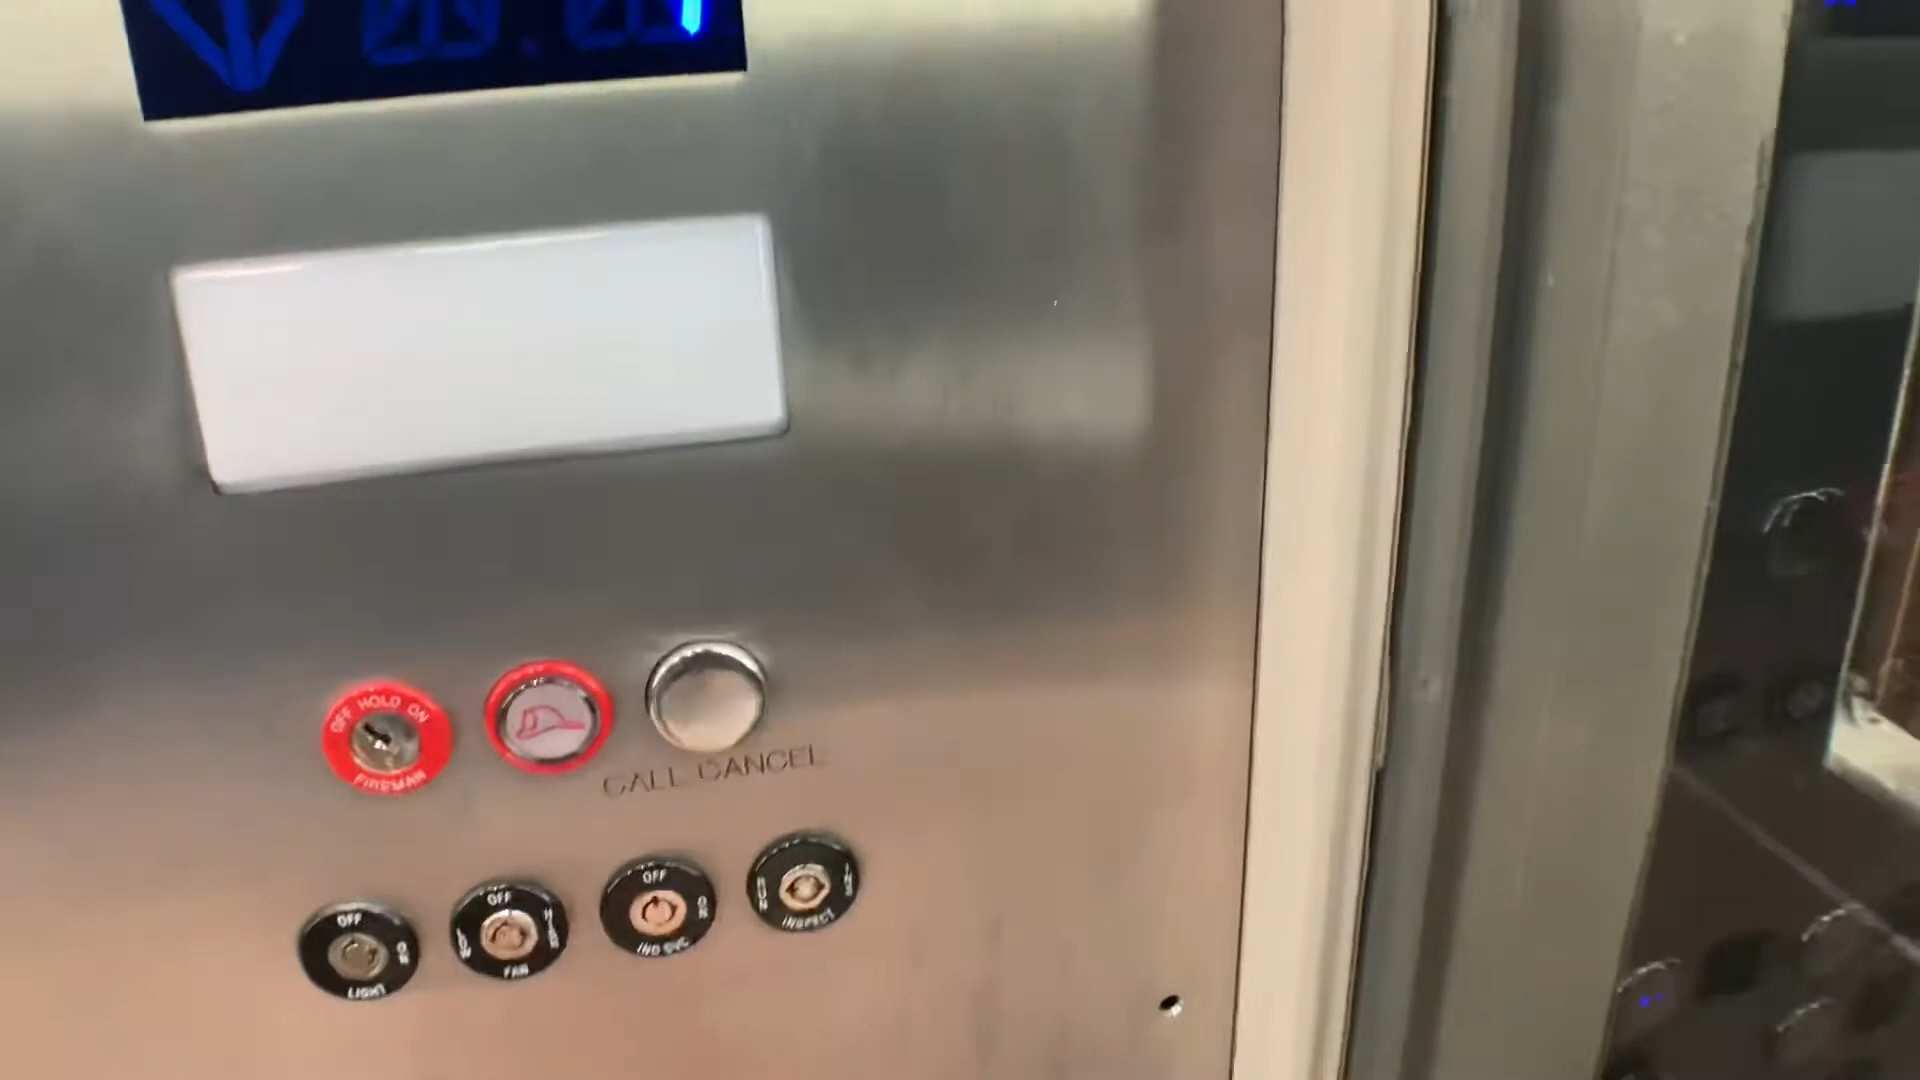 OFF HOLD ON
FIREMAN
CALL CANCEL
OFF
ON
LIGHT
OFF
LOW
HIGH
FAN
OFF
ON
IND SVC
RUN
INSPECT